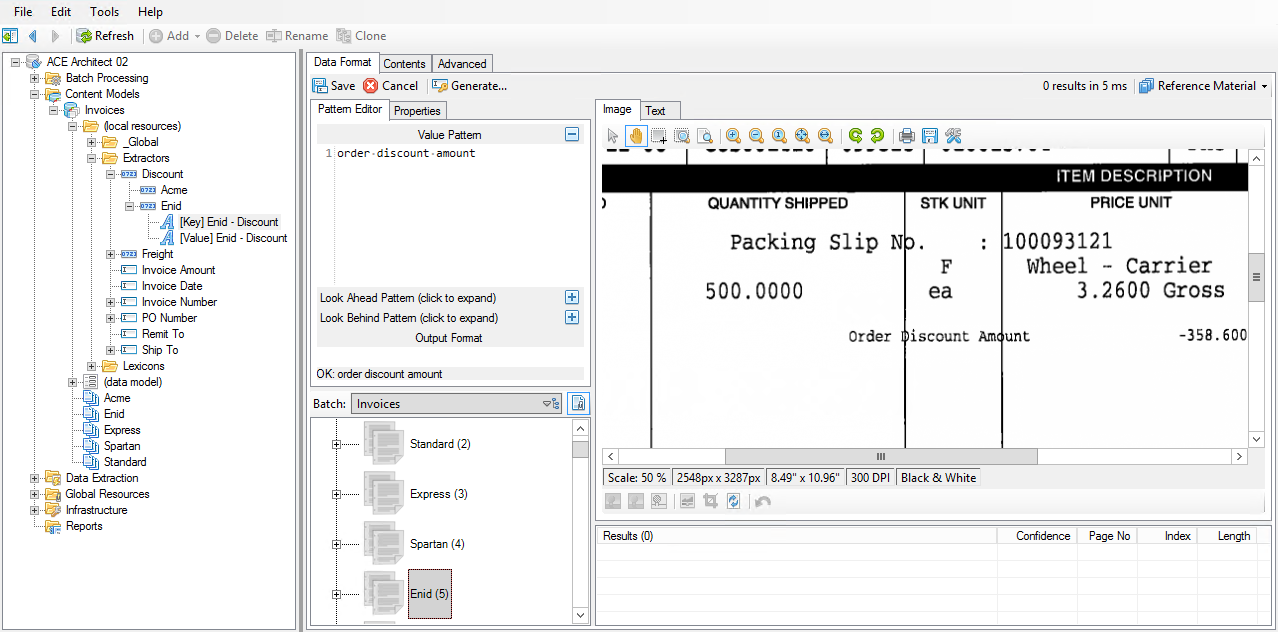 File Edit Tools Help
Refresh Add Delete Rename Clone
ACE Architect 02
Batch Processing
Content Models
Invoices
(local resources)
_Global
Extractors
Discount
Acme
Enid
[Key] Enid - Discount
[Value] Enid - Discount
Freight
Invoice Amount
Invoice Date
Invoice Number
PO Number
Remit To
Ship To
Lexicons
(data model)
Acme
Enid
Express
Spartan
Standard
Data Extraction
Global Resources
Infrastructure
Reports
Data Format Contents Advanced
Save Cancel Generate... 0 results in 5 ms Reference Material
Pattern Editor Properties
Value Pattern
1 order·discount·amount
Look Ahead Pattern (click to expand)
Look Behind Pattern (click to expand)
Output Format
OK: order discount amount
Batch: Invoices
Standard (2)
Express (3)
Spartan (4)
Enid (5)
Image Text
ITEM DESCRIPTION
QUANTITY SHIPPED STK UNIT PRICE UNIT
Packing Slip No. : 100093121
F Wheel - Carrier
500.0000 ea 3.2600 Gross
Order Discount Amount -358.600
Scale: 50 % 2548px x 3287px 8.49" x 10.96" 300 DPI Black & White
Results (0) Confidence Page No Index Length